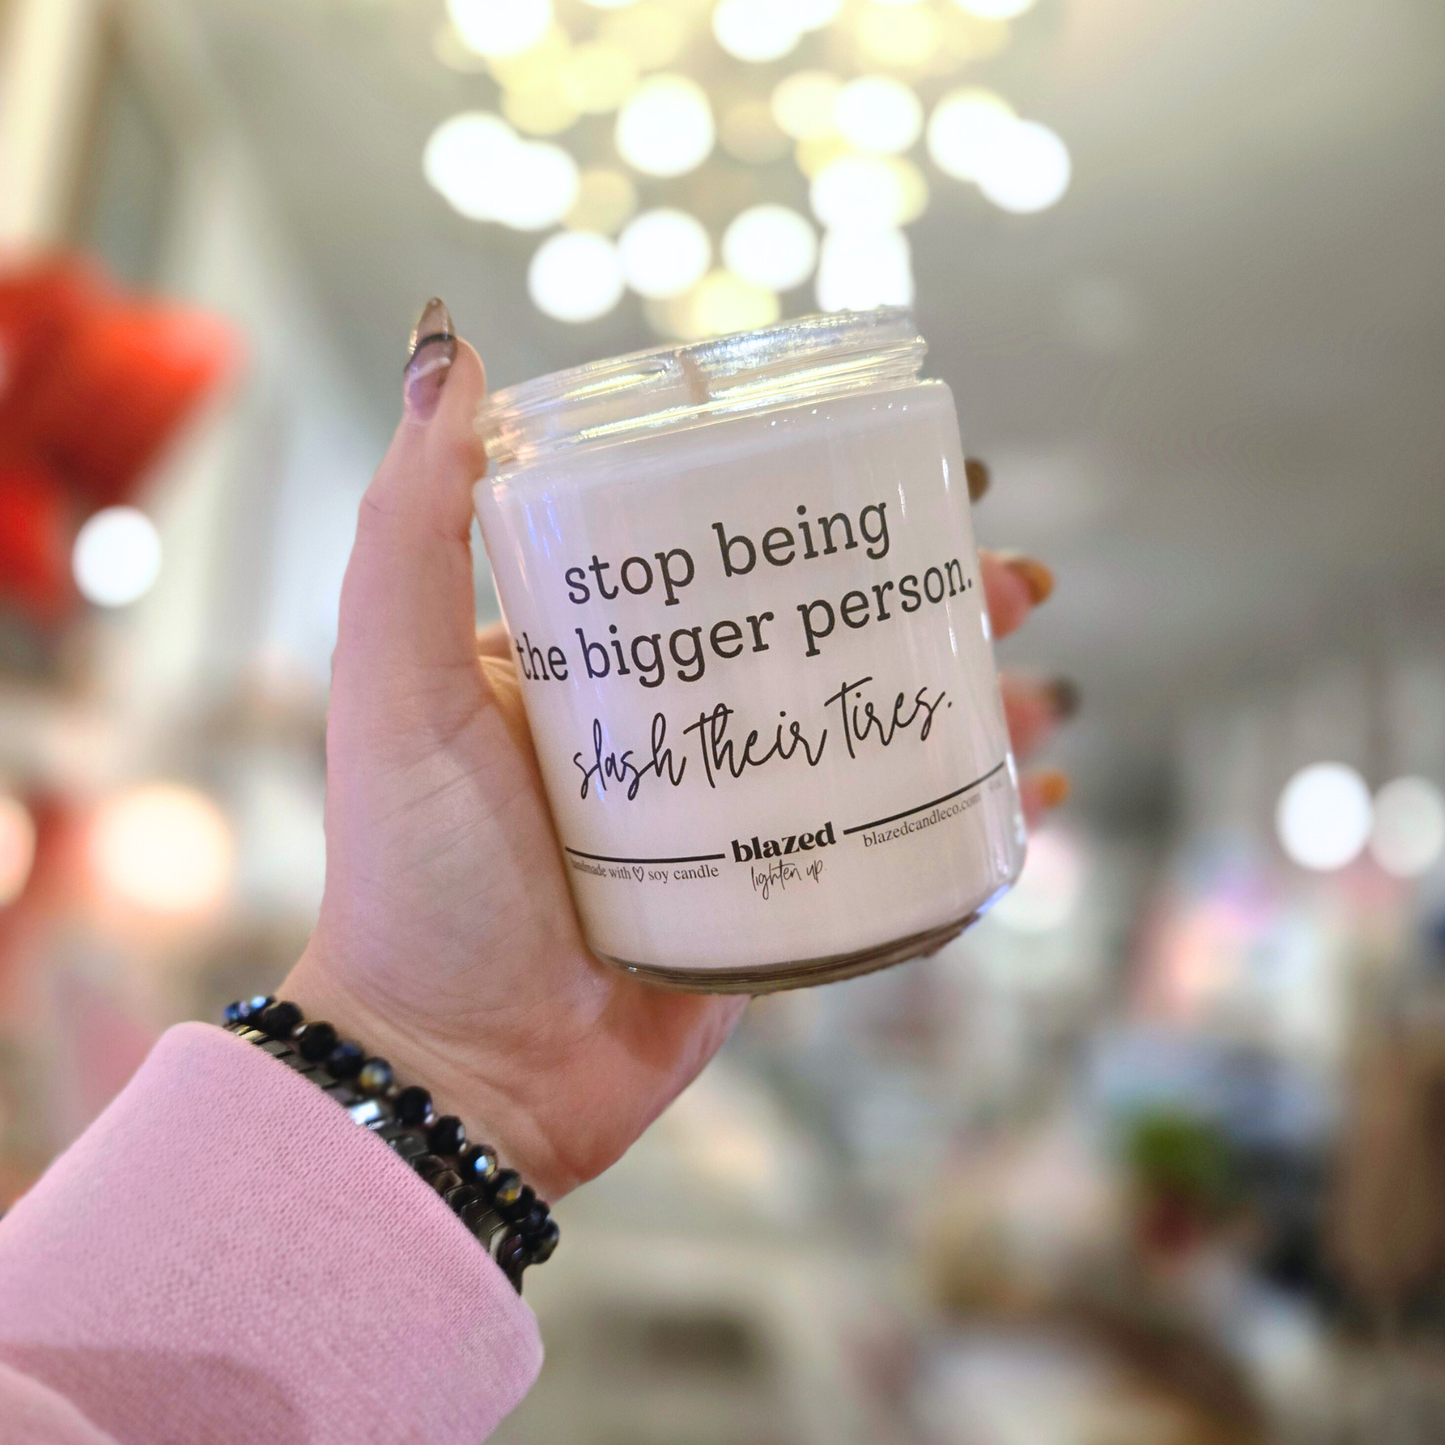 stop being
the bigger person.
slash their tires.
blazed
lighten up.
handmade with ♡ soy candle
blazedcandleco.com